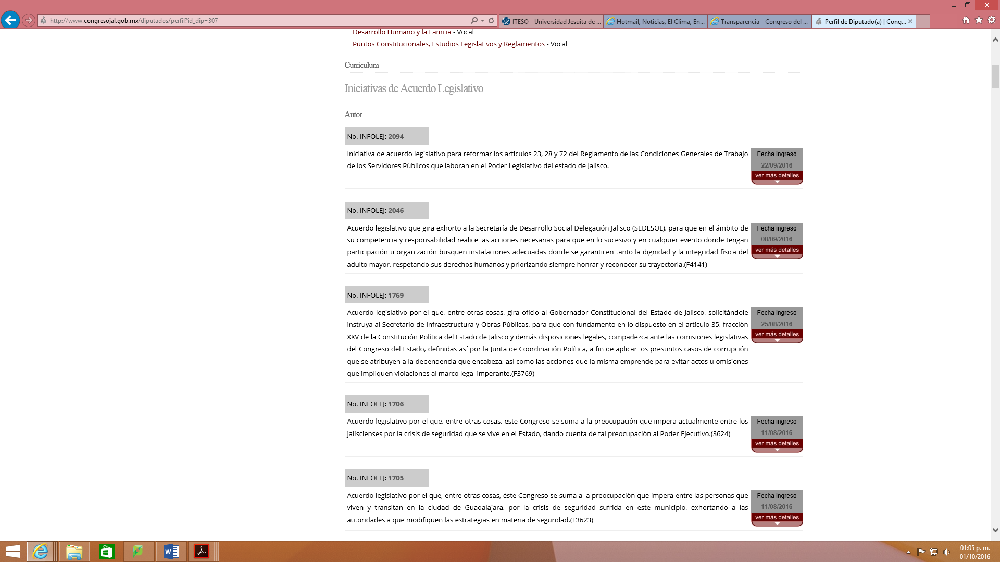 http://www.congresojal.gob.mx/diputados/perfil?id_dip=307
ITESO - Universidad Jesuita de ...
Hotmail, Noticias, El Clima, En...
Transparencia - Congreso del ...
Perfil de Diputado(a) | Cong...
Desarrollo Humano y la Familia - Vocal
Puntos Constitucionales, Estudios Legislativos y Reglamentos - Vocal
Currículum
Iniciativas de Acuerdo Legislativo
Autor
No. INFOLEJ: 2094
Iniciativa de acuerdo legislativo para reformar los artículos 23, 28 y 72 del Reglamento de las Condiciones Generales de Trabajo
de los Servidores Públicos que laboran en el Poder Legislativo del estado de Jalisco.
Fecha ingreso
22/09/2016
ver más detalles
No. INFOLEJ: 2046
Acuerdo legislativo que gira exhorto a la Secretaría de Desarrollo Social Delegación Jalisco (SEDESOL), para que en el ámbito de
su competencia y responsabilidad realice las acciones necesarias para que en lo sucesivo y en cualquier evento donde tengan
participación u organización busquen instalaciones adecuadas donde se garanticen tanto la dignidad y la integridad física del
adulto mayor, respetando sus derechos humanos y priorizando siempre honrar y reconocer su trayectoria.(F4141)
Fecha ingreso
08/09/2016
ver más detalles
No. INFOLEJ: 1769
Acuerdo legislativo por el que, entre otras cosas, gira oficio al Gobernador Constitucional del Estado de Jalisco, solicitándole
instruya al Secretario de Infraestructura y Obras Públicas, para que con fundamento en lo dispuesto en el artículo 35, fracción
XXV de la Constitución Política del Estado de Jalisco y demás disposiciones legales, compadezca ante las comisiones legislativas
del Congreso del Estado, definidas así por la Junta de Coordinación Política, a fin de aplicar los presuntos casos de corrupción
que se atribuyen a la dependencia que encabeza, así como las acciones que la misma emprende para evitar actos u omisiones
que impliquen violaciones al marco legal imperante.(F3769)
Fecha ingreso
25/08/2016
ver más detalles
No. INFOLEJ: 1706
Acuerdo legislativo por el que, entre otras cosas, este Congreso se suma a la preocupación que impera actualmente entre los
jaliscienses por la crisis de seguridad que se vive en el Estado, dando cuenta de tal preocupación al Poder Ejecutivo.(3624)
Fecha ingreso
11/08/2016
ver más detalles
No. INFOLEJ: 1705
Acuerdo legislativo por el que, entre otras cosas, éste Congreso se suma a la preocupación que impera entre las personas que
viven y transitan en la ciudad de Guadalajara, por la crisis de seguridad sufrida en este municipio, exhortando a las
autoridades a que modifiquen las estrategias en materia de seguridad.(F3623)
Fecha ingreso
11/08/2016
ver más detalles
01:05 p. m.
01/10/2016